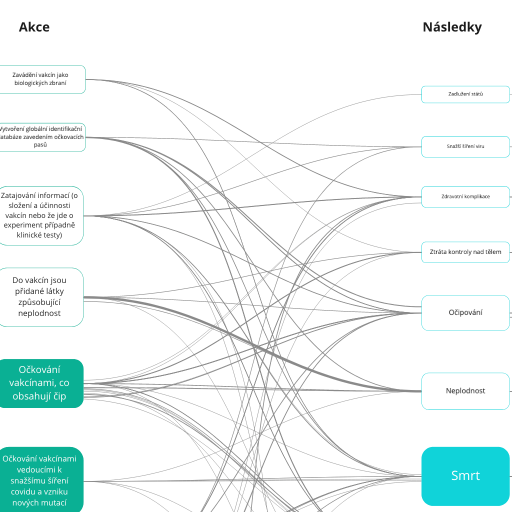 Akce
Zavádění vakcín jako
biologických zbraní
Vytvoření globální identifikační
databáze zavedením očkovacích
pasů
Zatajování informací (o
složení a účinnosti
vakcín nebo že jde o
experiment případně
klinické testy)
Do vakcín jsou
přidané látky
způsobující
neplodnost
Očkování
vakcínami, co
obsahují čip
Očkování vakcínami
vedoucími k
snažšímu šíření
covidu a vzniku
nových mutací
Následky
Zadlužení států
Snažší šíření viru
Zdravotní komplikace
Ztráta kontroly nad tělem
Očipování
Neplodnost
Smrt